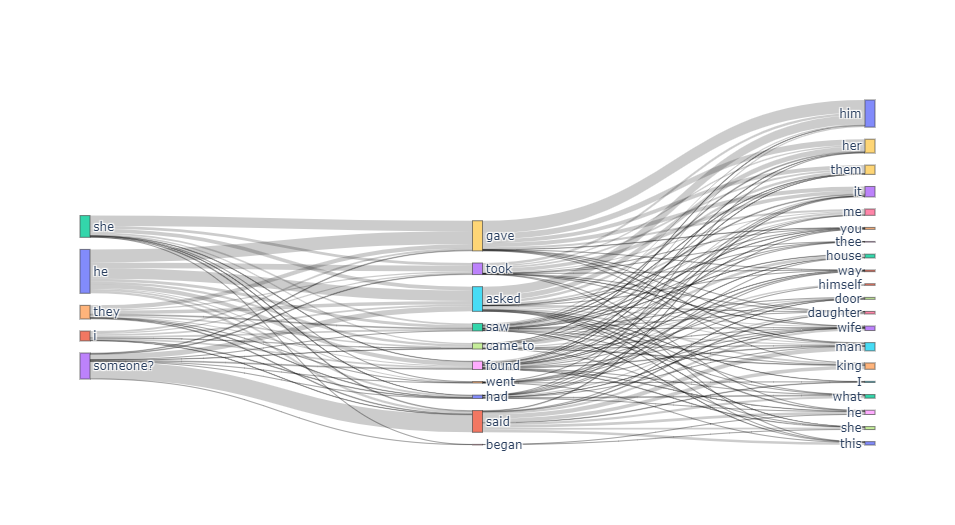 she
he
they
i
someone?
gave
took
asked
saw
came to
found
went
had
said
began
him
her
them
it
me
you
thee
house
way
himself
door
daughter
wife
man
king
I
what
he
she
this